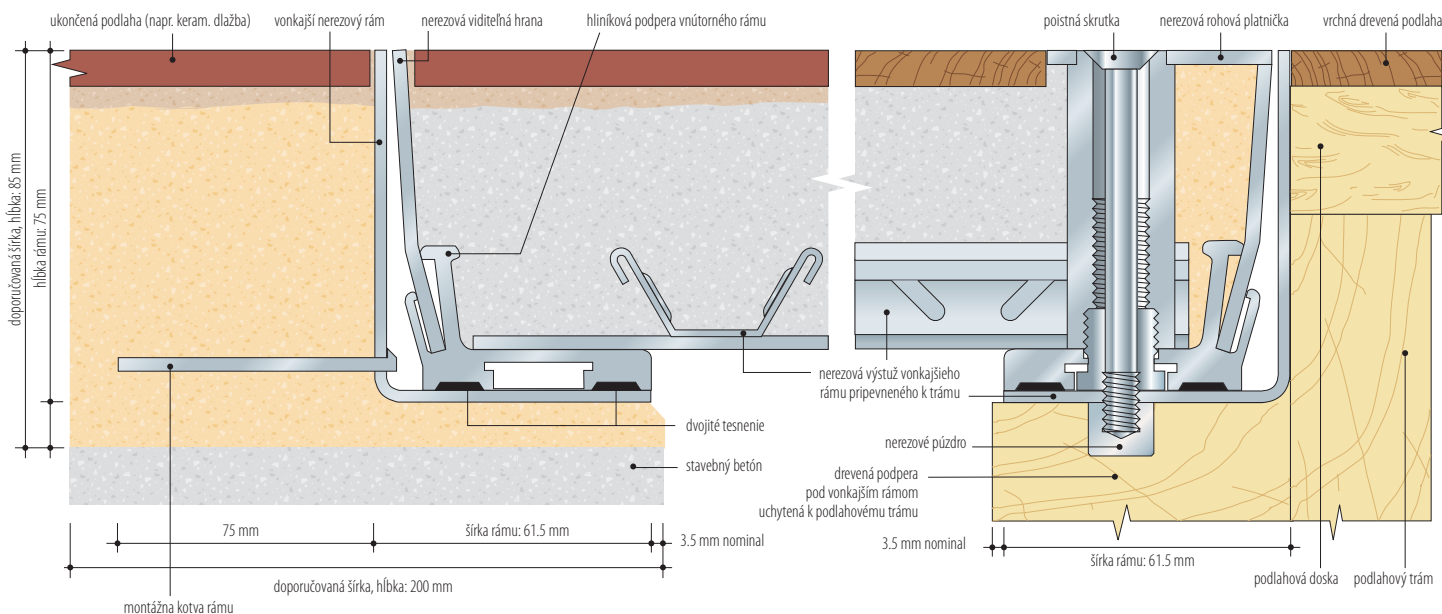 ukončená podlaha (napr. keram. dlažba)
vonkajší nerezový rám
nerezová viditeľná hrana
hliníková podpera vnútorného rámu
poistná skrutka
nerezová rohová platnička
vrchná drevená podlaha
doporučovaná šírka, hĺbka: 85 mm
hĺbka rámu: 75 mm
nerezová výstuž vonkajšieho
rámu pripevneného k trámu
dvojité tesnenie
stavebný betón
nerezové púzdro
drevená podpera
pod vonkajším rámom
uchytená k podlahovému trámu
75 mm
šírka rámu: 61.5 mm
3.5 mm nominal
doporučovaná šírka, hĺbka: 200 mm
montážna kotva rámu
3.5 mm nominal
šírka rámu: 61.5 mm
podlahová doska
podlahový trám